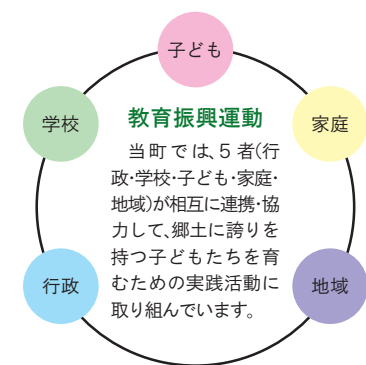 子ども
学校
家庭
教育振興運動
当町では、5者(行
政・学校・子ども・家庭・
地域)が相互に連携・協
力して、郷土に誇りを
持つ子どもたちを育
むための実践活動に
取り組んでいます。
行政
地域